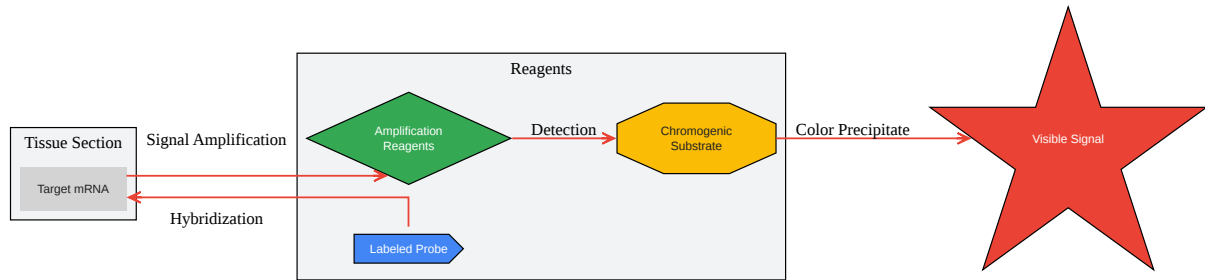 Reagents
Tissue Section
Target mRNA
Signal Amplification
Hybridization
Amplification
Reagents
Labeled Probe
Detection
Chromogenic
Substrate
Color Precipitate
Visible Signal